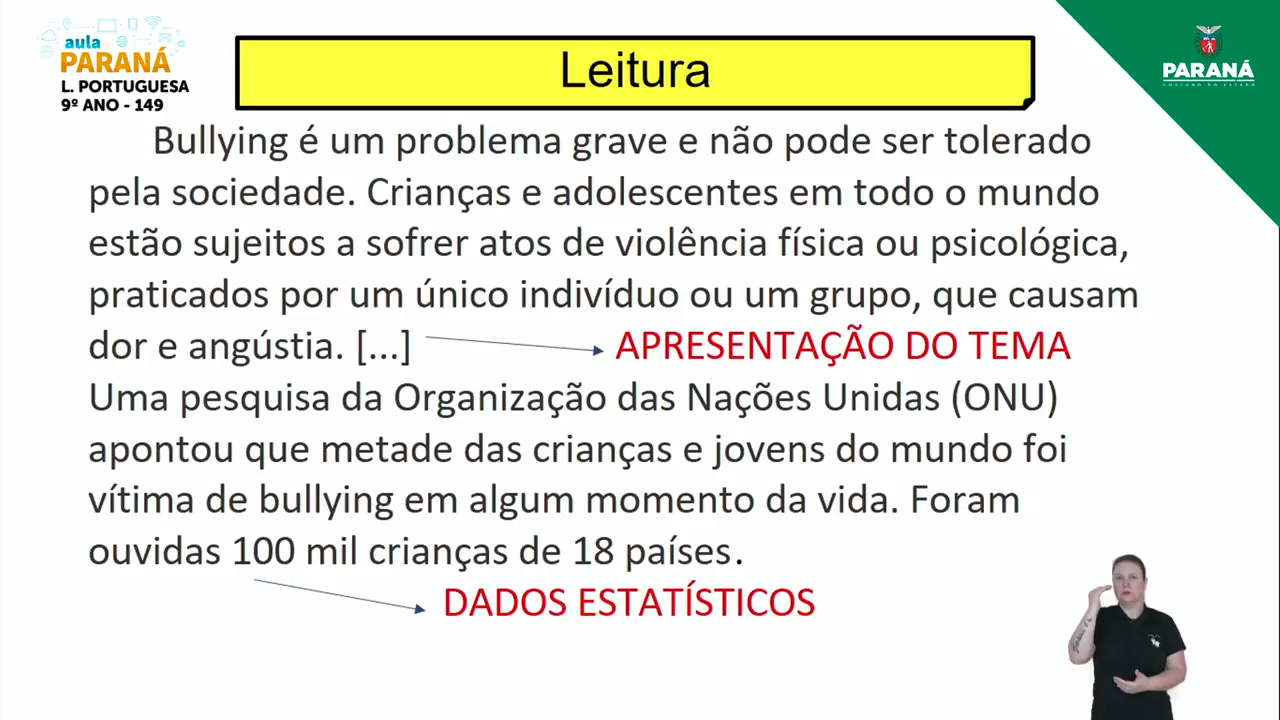 aula
PARANÁ
L. PORTUGUESA
9º ANO - 149
Leitura
PARANÁ
GOVERNO DO ESTADO
Bullying é um problema grave e não pode ser tolerado
pela sociedade. Crianças e adolescentes em todo o mundo
estão sujeitos a sofrer atos de violência física ou psicológica,
praticados por um único indivíduo ou um grupo, que causam
dor e angústia. [...]
APRESENTAÇÃO DO TEMA
Uma pesquisa da Organização das Nações Unidas (ONU)
apontou que metade das crianças e jovens do mundo foi
vítima de bullying em algum momento da vida. Foram
ouvidas 100 mil crianças de 18 países.
DADOS ESTATÍSTICOS